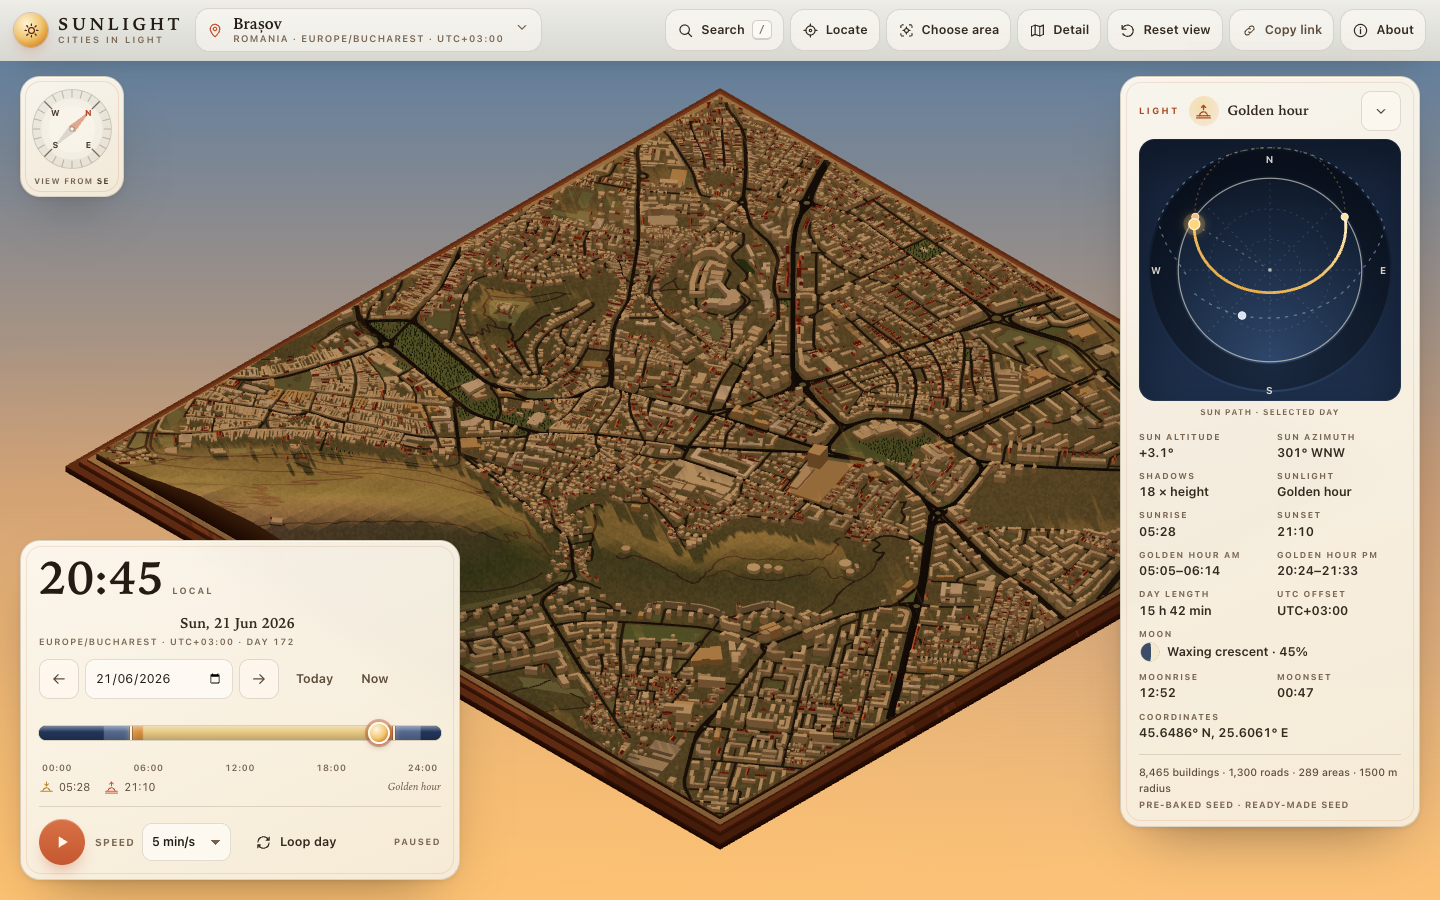 SUNLIGHT
CITIES IN LIGHT
Brașov
ROMÂNIA · EUROPE/BUCHAREST · UTC+03:00
Search /
Locate
Choose area
Detail
Reset view
Copy link
About
W N
S E
VIEW FROM SE
LIGHT Golden hour
N
W E
S
SUN PATH · SELECTED DAY
SUN ALTITUDE SUN AZIMUTH
+3.1° 301° WNW
SHADOWS SUNLIGHT
18 × height Golden hour
SUNRISE SUNSET
05:28 21:10
GOLDEN HOUR AM GOLDEN HOUR PM
05:05–06:14 20:24–21:33
DAY LENGTH UTC OFFSET
15 h 42 min UTC+03:00
MOON
Waxing crescent · 45%
MOONRISE MOONSET
12:52 00:47
COORDINATES
45.6486° N, 25.6061° E
8,465 buildings · 1,300 roads · 289 areas · 1500 m
radius
PRE-BAKED SEED · READY-MADE SEED
20:45 LOCAL
Sun, 21 Jun 2026
EUROPE/BUCHAREST · UTC+03:00 · DAY 172
21/06/2026 Today Now
00:00 06:00 12:00 18:00 24:00
05:28 21:10 Golden hour
SPEED 5 min/s Loop day PAUSED